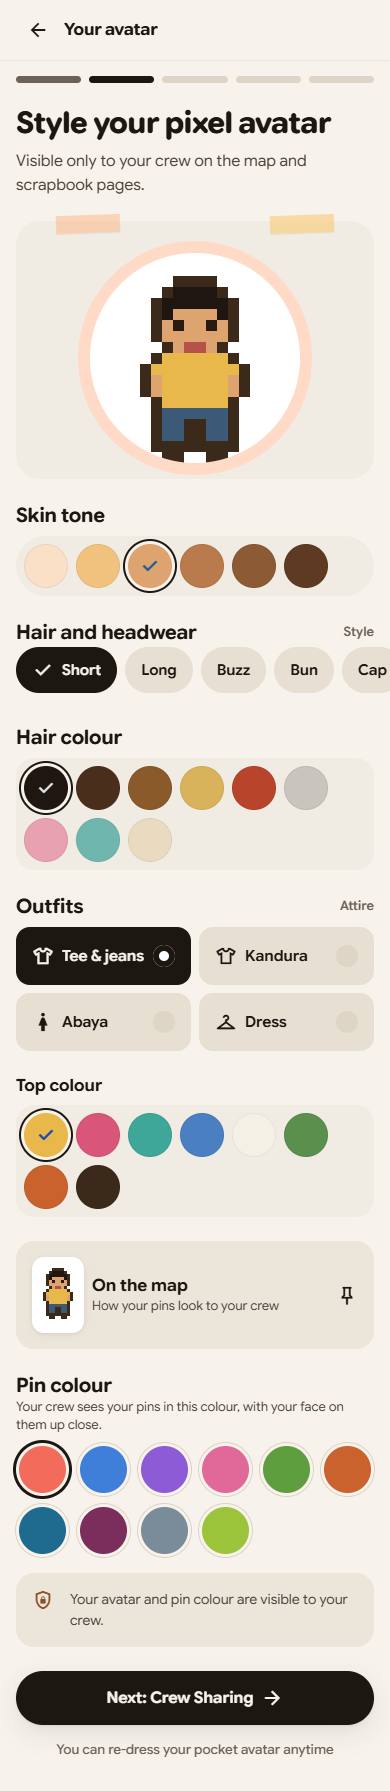 Your avatar
Style your pixel avatar
Visible only to your crew on the map and
scrapbook pages.
Skin tone
Hair and headwear
Style
Short
Long
Buzz
Bun
Cap
Hair colour
Outfits
Attire
Tee & jeans
Kandura
Abaya
Dress
Top colour
On the map
How your pins look to your crew
Pin colour
Your crew sees your pins in this colour, with your face on
them up close.
Your avatar and pin colour are visible to your
crew.
Next: Crew Sharing
You can re-dress your pocket avatar anytime